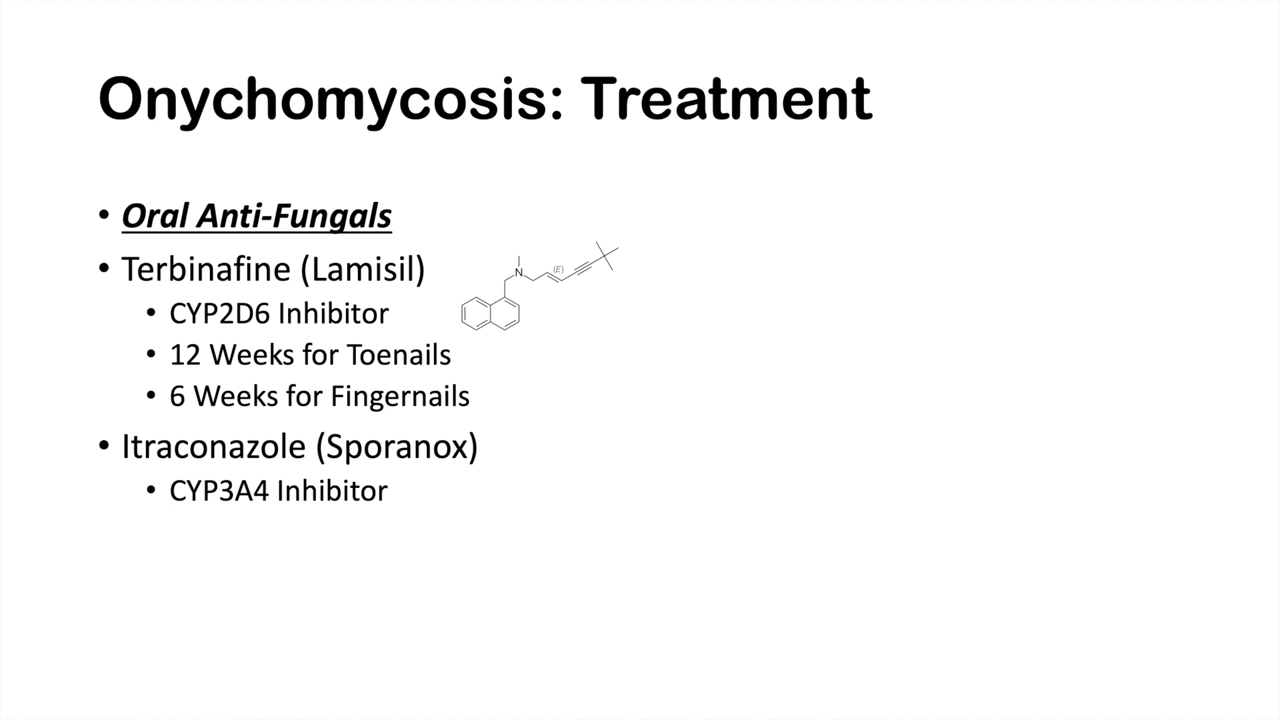 Onychomycosis: Treatment
• Oral Anti-Fungals
• Terbinafine (Lamisil)
• CYP2D6 Inhibitor
• 12 Weeks for Toenails
• 6 Weeks for Fingernails
• Itraconazole (Sporanox)
• CYP3A4 Inhibitor
N
(E)